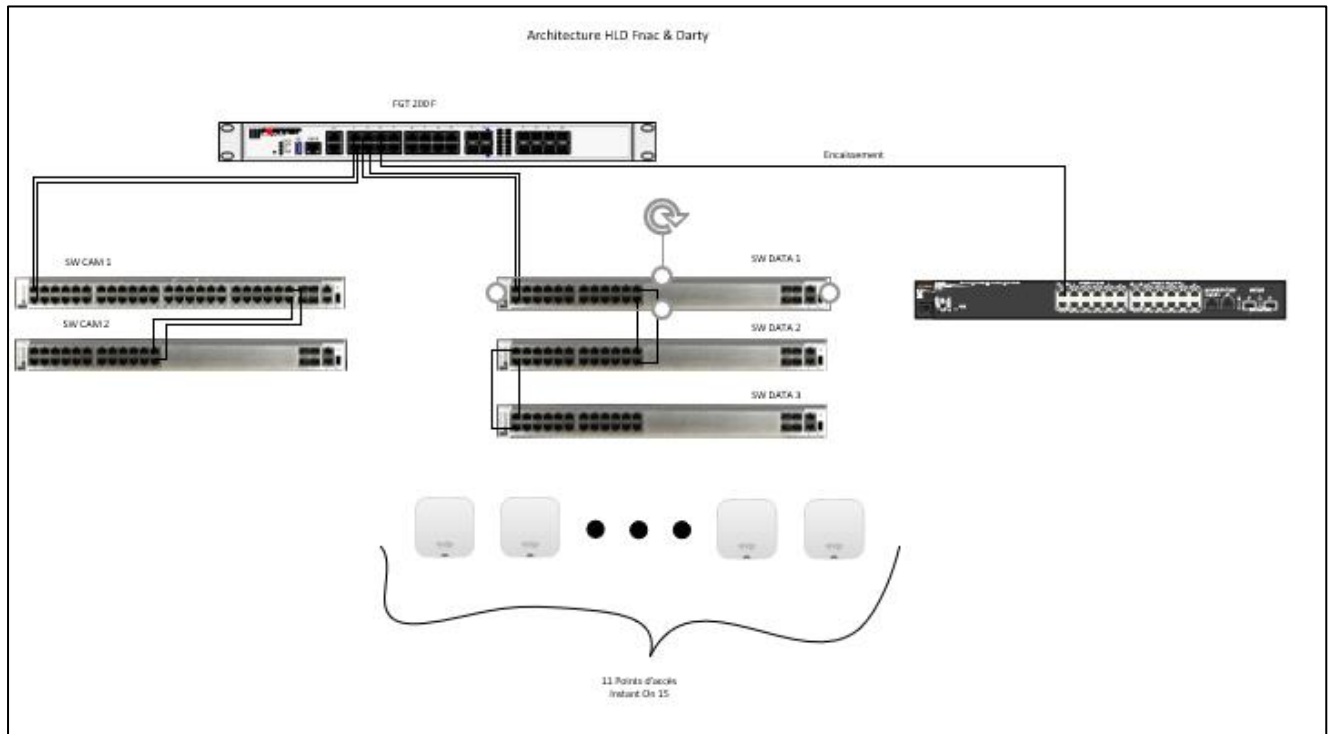 Architecture HLD Fnac & Darty
FGT 200 F
Encaissement
SW CAM 1
SW DATA 1
SW CAM 2
SW DATA 2
SW DATA 3
11 Points d'accès
Instant On 15